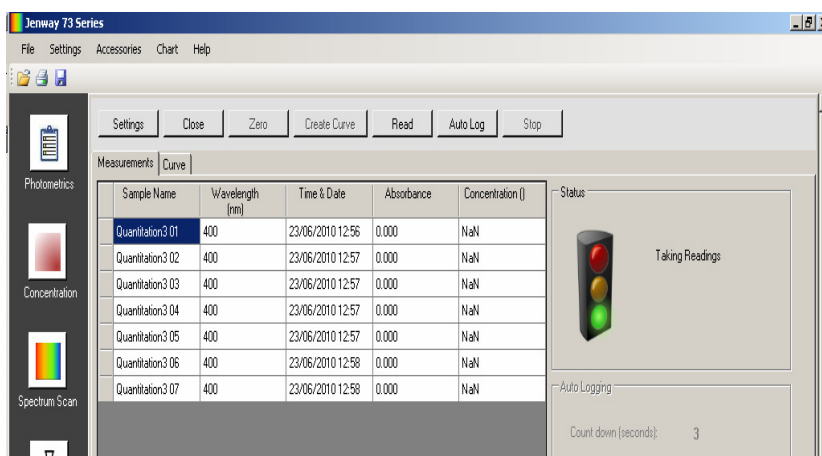 Jenway 73 Series
File Settings Accessories Chart Help
Settings Close Zero Create Curve Read Auto Log Stop
Measurements Curve
Photometrics
Concentration
Spectrum Scan
Sample Name Wavelength (nm) Time & Date Absorbance Concentration ()
Quantitation3 01 400 23/06/2010 12:56 0.000 NaN
Quantitation3 02 400 23/06/2010 12:57 0.000 NaN
Quantitation3 03 400 23/06/2010 12:57 0.000 NaN
Quantitation3 04 400 23/06/2010 12:57 0.000 NaN
Quantitation3 05 400 23/06/2010 12:57 0.000 NaN
Quantitation3 06 400 23/06/2010 12:58 0.000 NaN
Quantitation3 07 400 23/06/2010 12:58 0.000 NaN
Status
Taking Readings
Auto Logging
Count down (seconds): 3